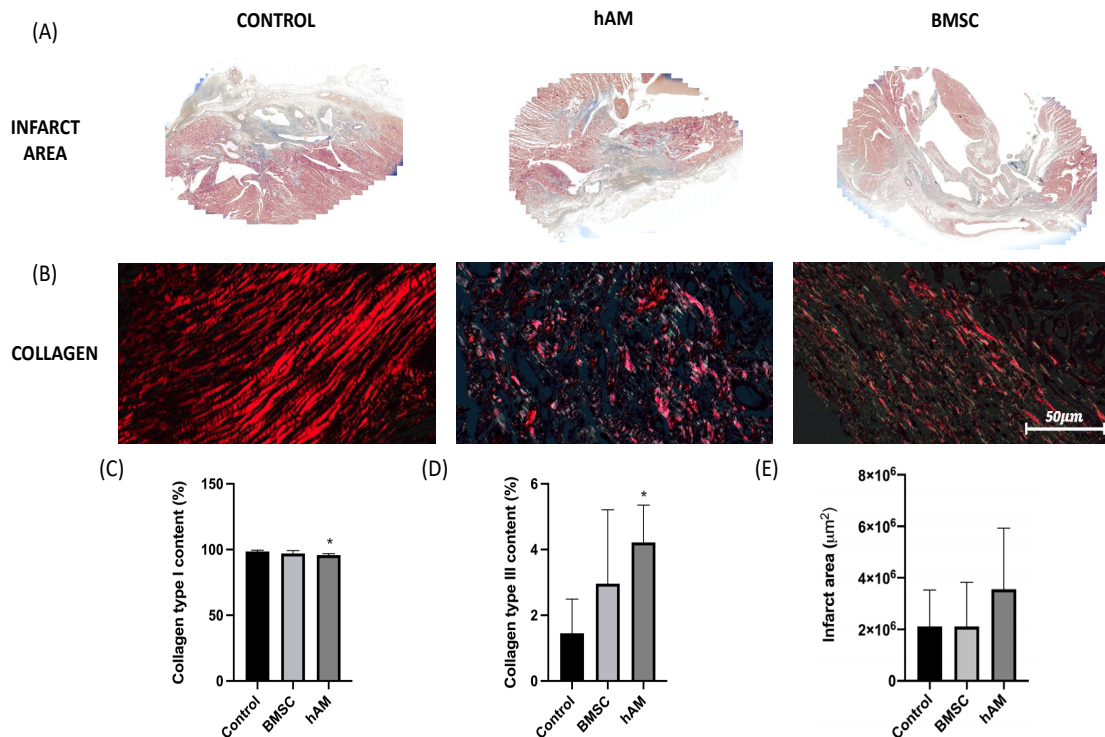 CONTROL
hAM
BMSC
(A)
INFARCT
AREA
(B)
COLLAGEN
50µm
(C)
Collagen type I content (%)
150
100
50
0
*
Control
BMSC
hAM
(D)
Collagen type III content (%)
6
4
2
0
*
Control
BMSC
hAM
(E)
Infarct area (µm²)
8×10⁶
6×10⁶
4×10⁶
2×10⁶
0
Control
BMSC
hAM